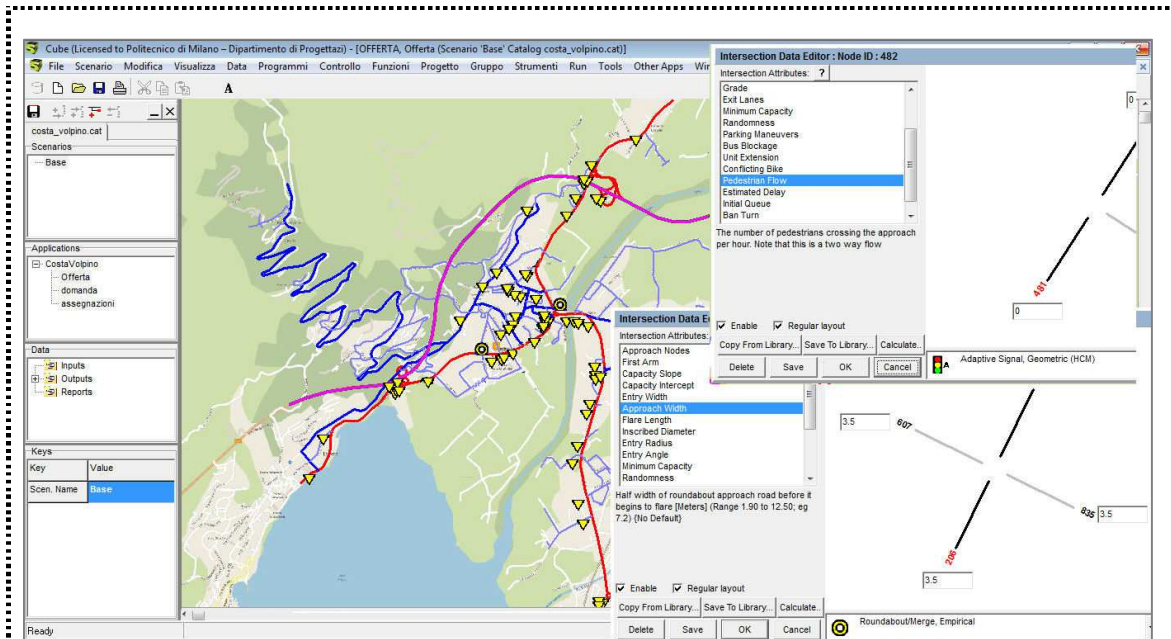 Cube (Licensed to Politecnico di Milano – Dipartimento di Progettazi) - [OFFERTA, Offerta (Scenario 'Base' Catalog costa_volpino.cat)]
File Scenario Modifica Visualizza Data Programmi Controllo Funzioni Progetto Gruppo Strumenti Run Tools Other Apps Win
A
costa_volpino.cat
Scenarios
Base
Applications
CostaVolpino
Offerta
domanda
assegnazioni
Data
Inputs
Outputs
Reports
Keys
Key Value
Scen. Name Base
Ready
Intersection Data Editor : Node ID : 482
Intersection Attributes: ?
Grade
Exit Lanes
Minimum Capacity
Randomness
Parking Maneuvers
Bus Blockage
Unit Extension
Conflicting Bike
Pedestrian Flow
Estimated Delay
Initial Queue
Ban Turn
The number of pedestrians crossing the approach
per hour. Note that this is a two way flow
0
481
0
Enable Regular layout
Copy From Library... Save To Library... Calculate..
Delete Save OK Cancel
A Adaptive Signal, Geometric (HCM)
Intersection Data E
Intersection Attributes:
Approach Nodes
First Arm
Capacity Slope
Capacity Intercept
Entry Width
Approach Width
Flare Length
Inscribed Diameter
Entry Radius
Entry Angle
Minimum Capacity
Randomness
Half width of roundabout approach road before it
begins to flare [Meters] (Range 1.90 to 12.50; eg
7.2) {No Default}
3.5 607
835 3.5
206
3.5
Enable Regular layout
Copy From Library... Save To Library... Calculate..
Delete Save OK Cancel
Roundabout/Merge, Empirical